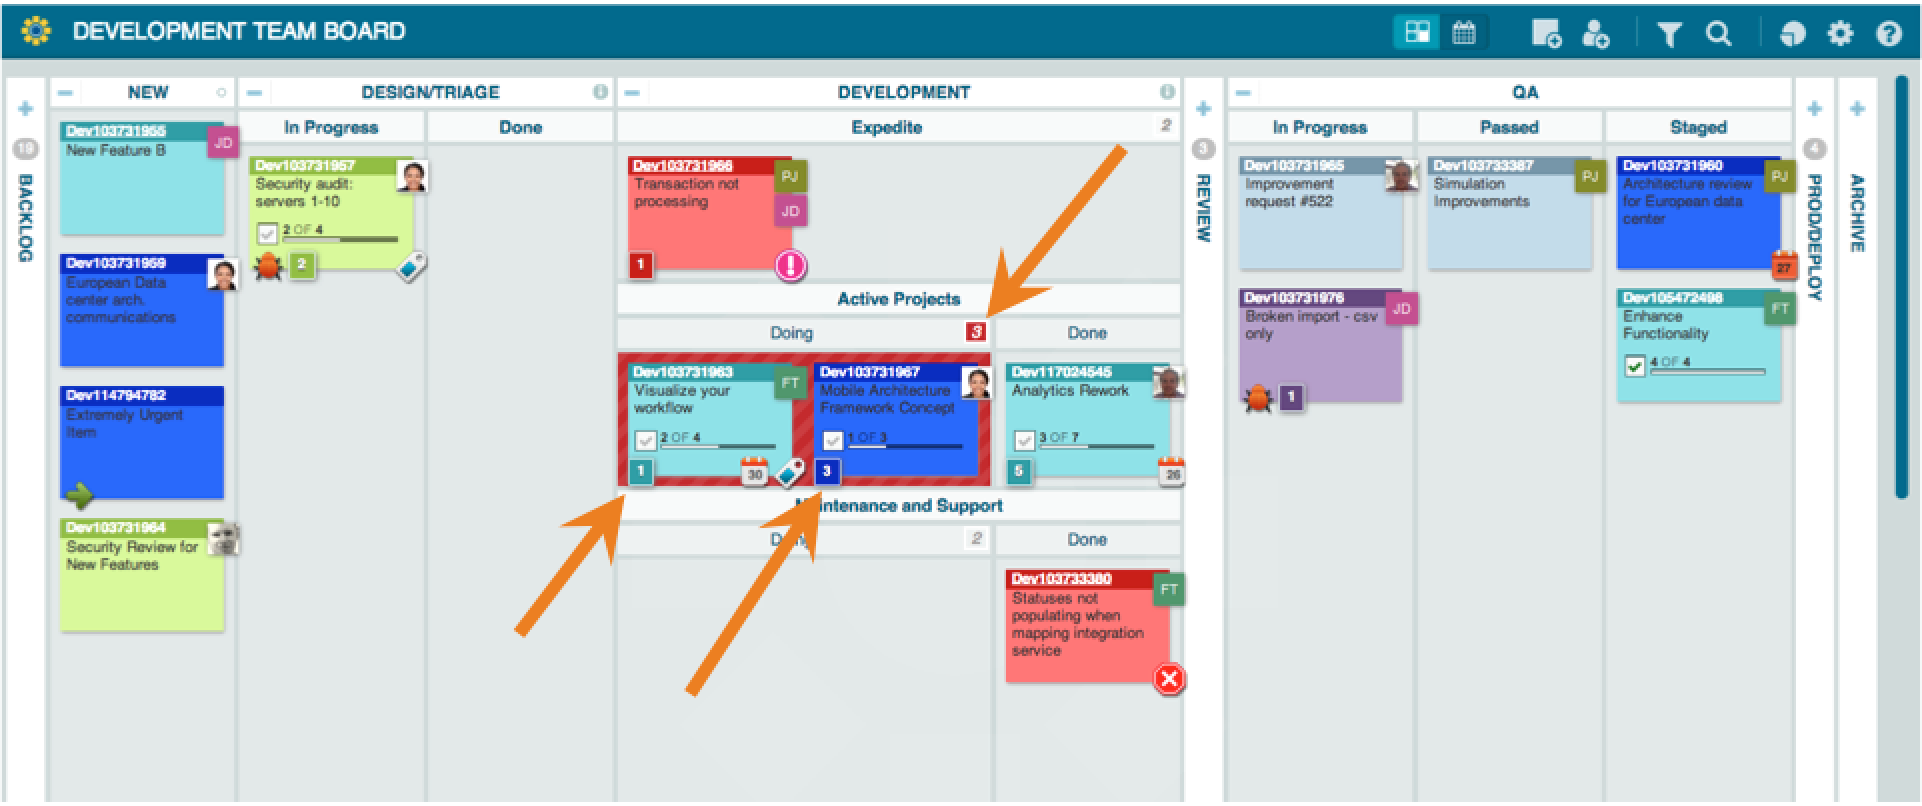 DEVELOPMENT TEAM BOARD
19
BACKLOG
NEW
Dev103731955
JD
New Feature B
Dev103731959
European Data
center arch.
communications
Dev114794782
Extremely Urgent
Item
Dev103731964
Security Review for
New Features
DESIGN/TRIAGE
In Progress
Done
Dev103731957
Security audit:
servers 1-10
2 OF 4
2
DEVELOPMENT
Expedite
2
Dev103731966
PJ
Transaction not
processing
JD
1
!
Active Projects
Doing
3
Done
Dev103731963
FT
Visualize your
workflow
2 OF 4
1
30
Dev103731967
Mobile Architecture
Framework Concept
1 OF 3
3
Dev117024545
Analytics Rework
3 OF 7
5
26
Maintenance and Support
Doing
2
Done
Dev103733380
FT
Statuses not
populating when
mapping integration
service
3
REVIEW
QA
In Progress
Passed
Staged
Dev103731965
Improvement
request #522
Dev103731976
JD
Broken import - csv
only
1
Dev103733387
PJ
Simulation
Improvements
Dev103731960
PJ
Architecture review
for European data
center
27
Dev105472498
FT
Enhance
Functionality
4 OF 4
4
PROD/DEPLOY
ARCHIVE